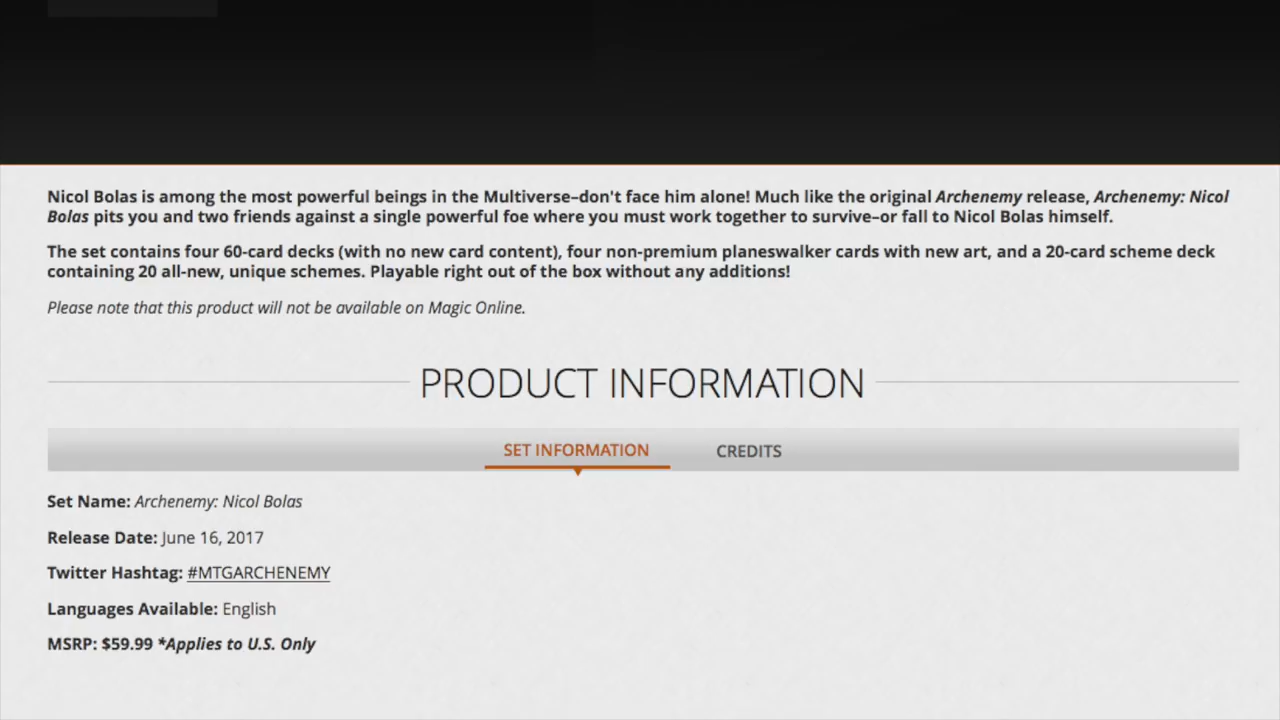 Nicol Bolas is among the most powerful beings in the Multiverse–don't face him alone! Much like the original Archenemy release, Archenemy: Nicol
Bolas pits you and two friends against a single powerful foe where you must work together to survive–or fall to Nicol Bolas himself.
The set contains four 60-card decks (with no new card content), four non-premium planeswalker cards with new art, and a 20-card scheme deck
containing 20 all-new, unique schemes. Playable right out of the box without any additions!
Please note that this product will not be available on Magic Online.
PRODUCT INFORMATION
SET INFORMATION CREDITS
Set Name: Archenemy: Nicol Bolas
Release Date: June 16, 2017
Twitter Hashtag: #MTGARCHENEMY
Languages Available: English
MSRP: $59.99 *Applies to U.S. Only